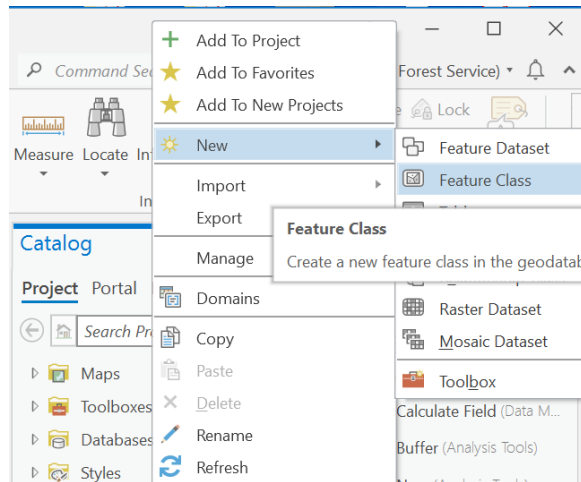 Add To Project
Command Sea
Add To Favorites
Forest Service)
Add To New Projects
Lock
Measure Locate In
New
Feature Dataset
Import
Feature Class
In
Export
Feature Class
Catalog
Manage
Create a new feature class in the geodatab
Project Portal
Domains
Raster Dataset
Search Pr
Copy
Mosaic Dataset
Maps
Paste
Toolbox
Toolboxes
Delete
Calculate Field (Data M...
Databases
Rename
Buffer (Analysis Tools)
Styles
Refresh